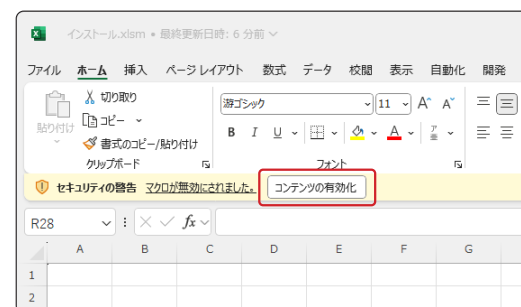 インストール.xlsm • 最終更新日時: 6 分前
ファイル ホーム 挿入 ページ レイアウト 数式 データ 校閲 表示 自動化 開発
貼り付け 切り取り
コピー
書式のコピー/貼り付け
クリップボード
游ゴシック 11 A A
B I U A
フォント
セキュリティの警告 マクロが無効にされました。 コンテンツの有効化
R28 fx
A B C D E F G
1
2